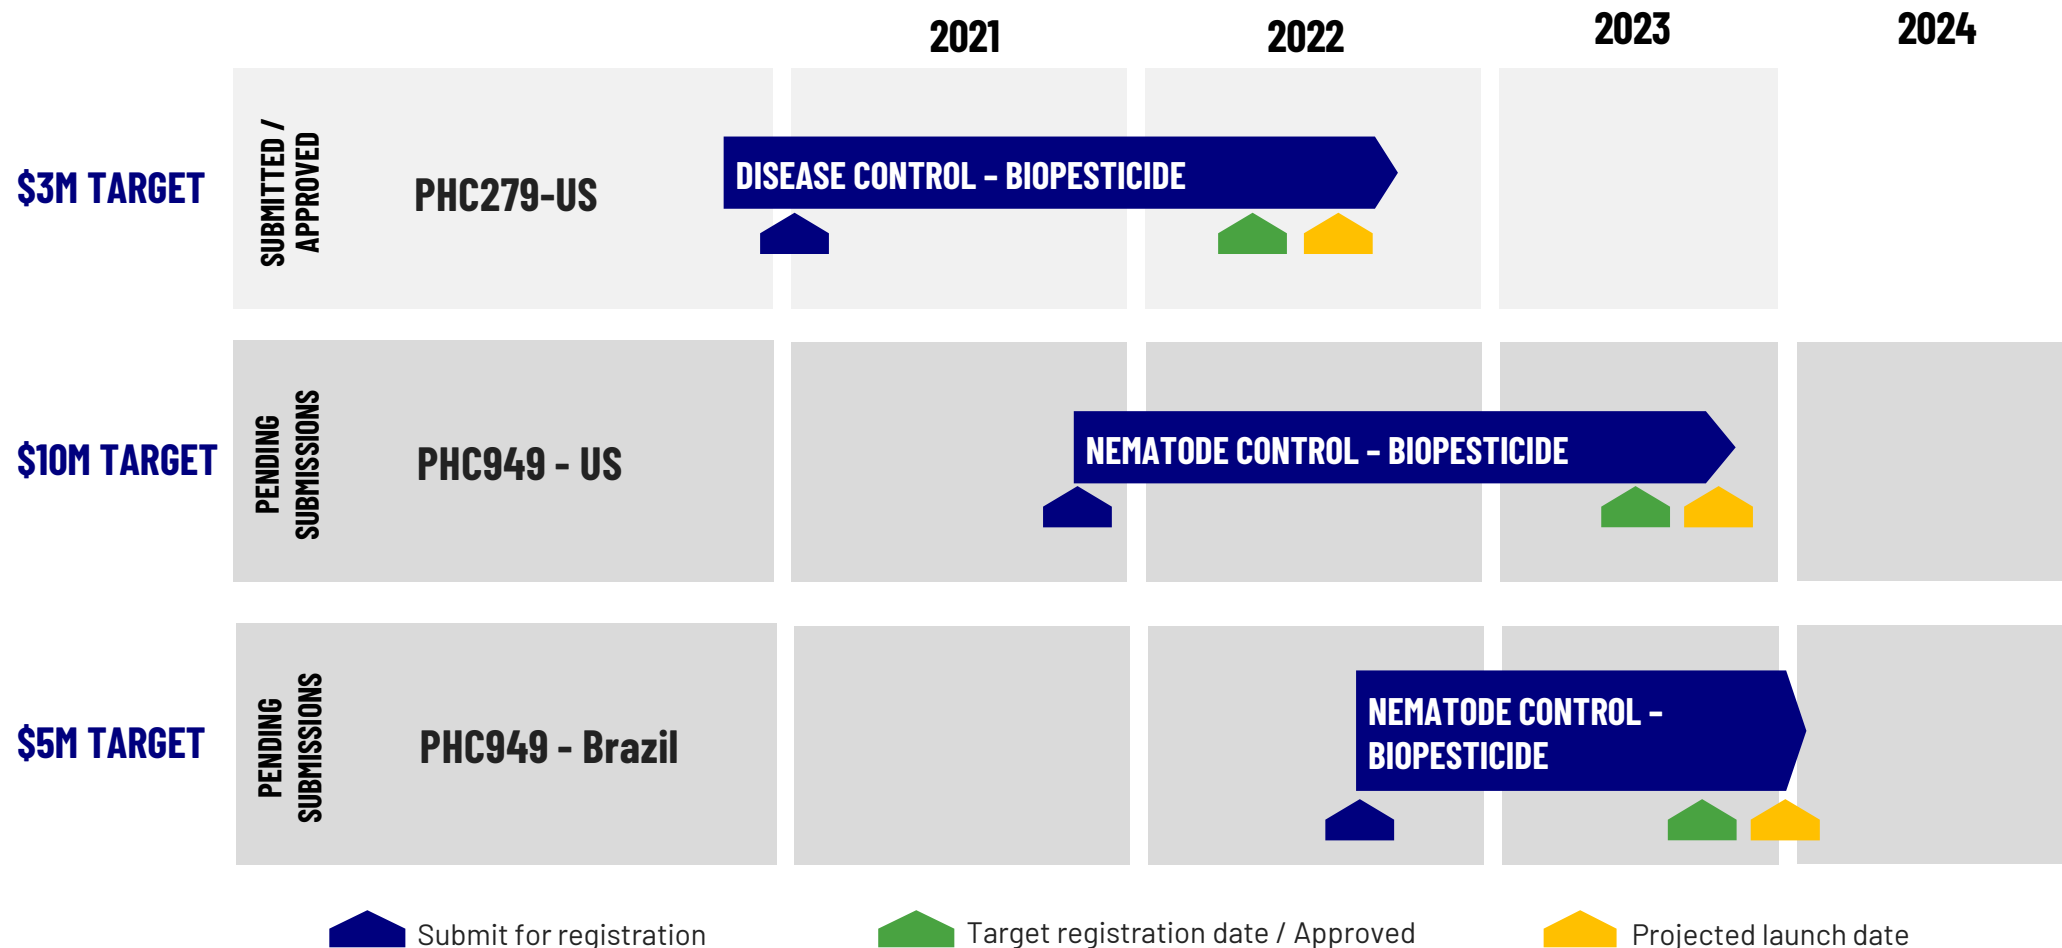 2021
2022
2023
2024
$3M TARGET
SUBMITTED /
APPROVED
PHC279-US
DISEASE CONTROL – BIOPESTICIDE
$10M TARGET
PENDING
SUBMISSIONS
PHC949 - US
NEMATODE CONTROL – BIOPESTICIDE
$5M TARGET
PENDING
SUBMISSIONS
PHC949 - Brazil
NEMATODE CONTROL –
BIOPESTICIDE
Submit for registration
Target registration date / Approved
Projected launch date